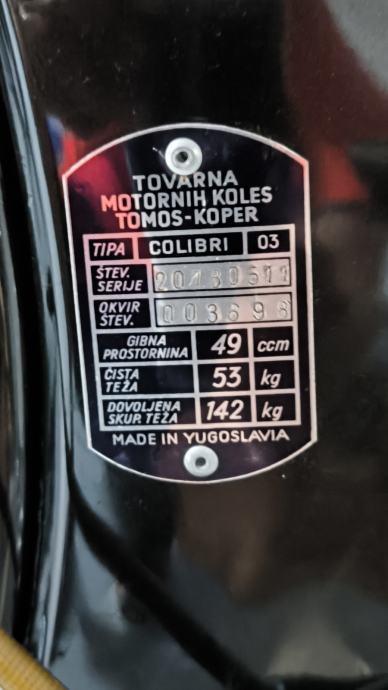 TOVARNA
MOTORNIH KOLES
TOMOS-KOPER
TIPA COLIBRI 03
ŠTEV. SERIJE
OKVIR ŠTEV. 003698
GIBNA PROSTORNINA 49 ccm
ČISTA TEŽA 53 kg
DOVOLJENA SKUP. TEŽA 142 kg
MADE IN YUGOSLAVIA